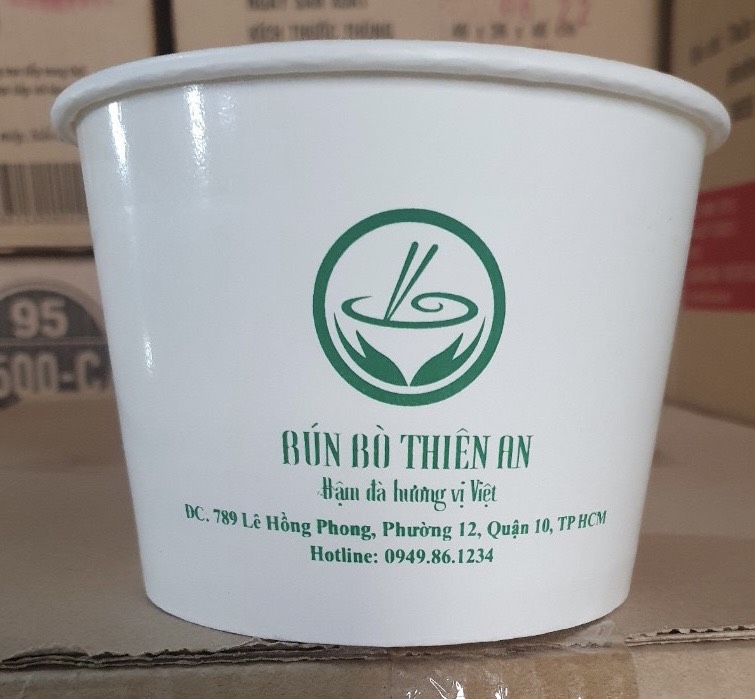 BÚN BÒ THIÊN AN
Đậm đà hương vị Việt
ĐC. 789 Lê Hồng Phong, Phường 12, Quận 10, TP HCM
Hotline: 0949.86.1234
95
500-C